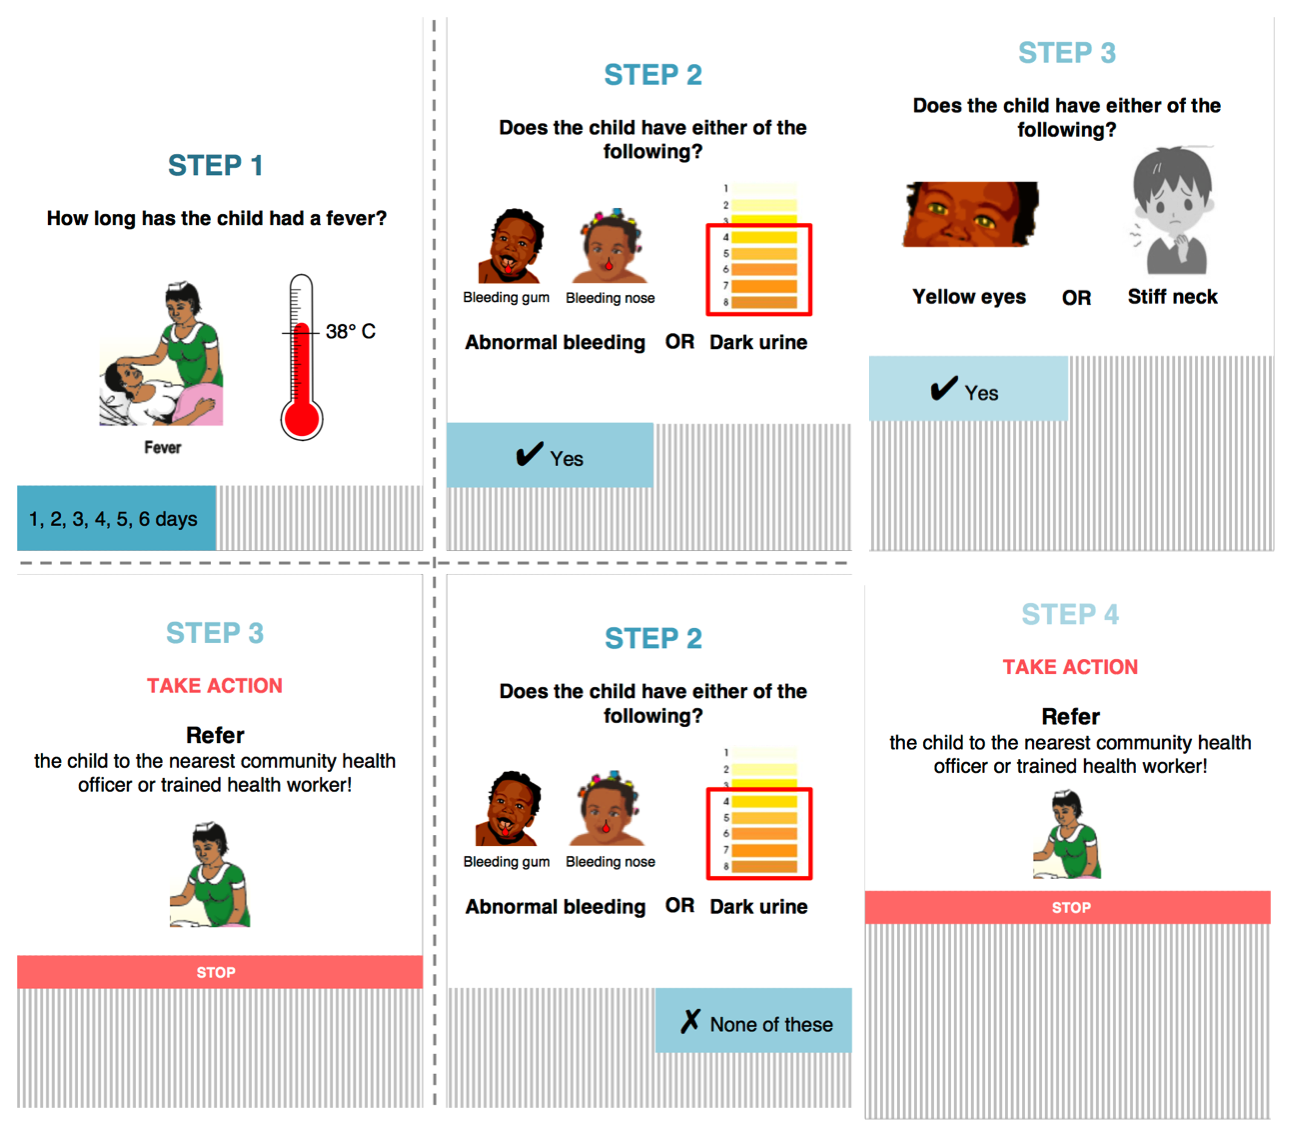 STEP 1
How long has the child had a fever?
38° C
Fever
1, 2, 3, 4, 5, 6 days
STEP 2
Does the child have either of the
following?
1
2
3
4
5
6
7
8
Bleeding gum
Bleeding nose
Abnormal bleeding OR Dark urine
✔ Yes
STEP 3
Does the child have either of the
following?
Yellow eyes OR Stiff neck
✔ Yes
STEP 3
TAKE ACTION
Refer
the child to the nearest community health
officer or trained health worker!
STOP
STEP 2
Does the child have either of the
following?
1
2
3
4
5
6
7
8
Bleeding gum
Bleeding nose
Abnormal bleeding OR Dark urine
✗ None of these
STEP 4
TAKE ACTION
Refer
the child to the nearest community health
officer or trained health worker!
STOP